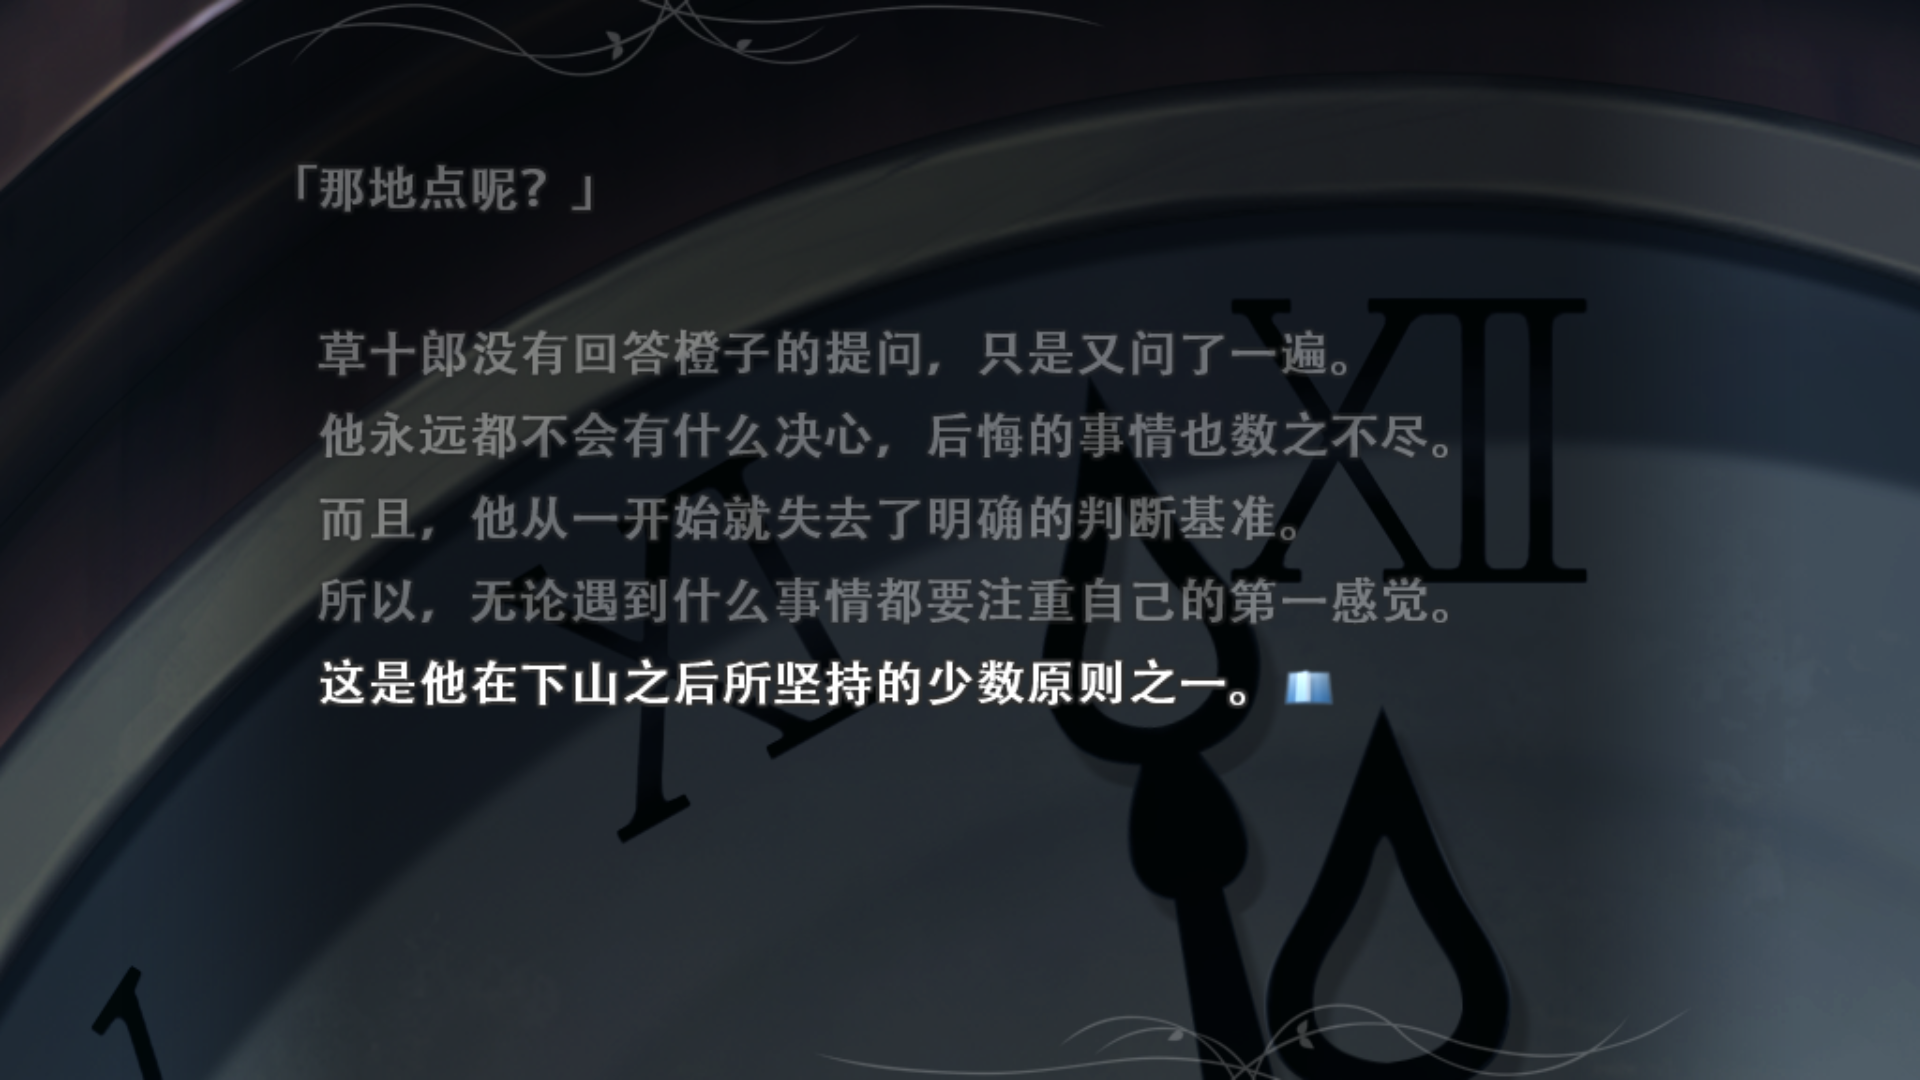 「那地点呢？」
草十郎没有回答橙子的提问，只是又问了一遍。
他永远都不会有什么决心，后悔的事情也数之不尽。
而且，他从一开始就失去了明确的判断基准。
所以，无论遇到什么事情都要注重自己的第一感觉。
这是他在下山之后所坚持的少数原则之一。
XI
XII